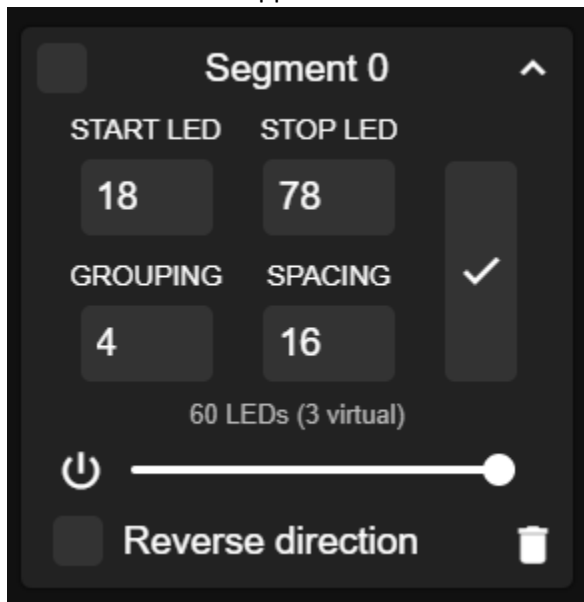 Segment 0
START LED STOP LED
18 78
GROUPING SPACING
4 16
60 LEDs (3 virtual)
Reverse direction